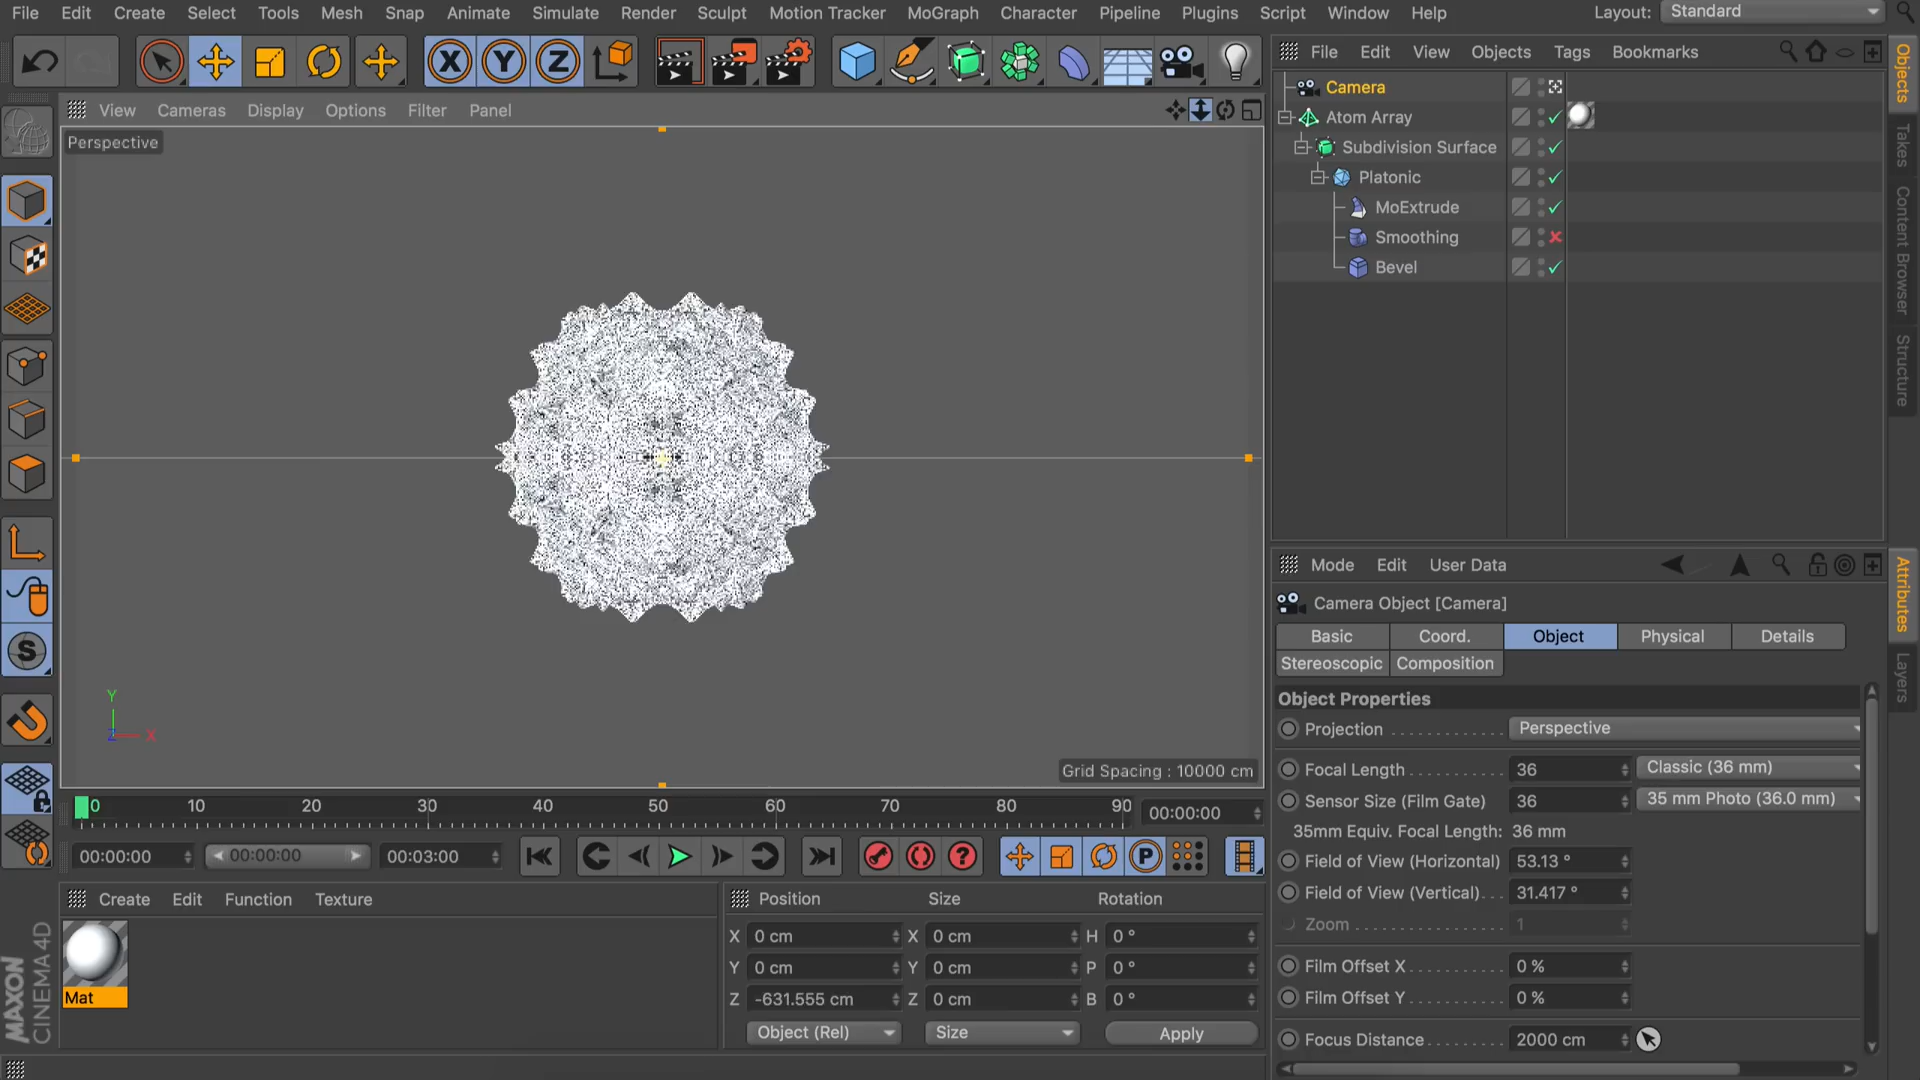 File Edit Create Select Tools Mesh Snap Animate Simulate Render Sculpt Motion Tracker MoGraph Character Pipeline Plugins Script Window Help Layout: Standard
X Y Z
File Edit View Objects Tags Bookmarks
Objects
Takes
Content Browser
Structure
View Cameras Display Options Filter Panel
Perspective
Camera
Atom Array
Subdivision Surface
Platonic
MoExtrude
Smoothing
Bevel
S
Y
Z X
Grid Spacing : 10000 cm
Mode Edit User Data
Attributes
Layers
Camera Object [Camera]
Basic Coord. Object Physical Details
Stereoscopic Composition
Object Properties
Projection Perspective
Focal Length 36 Classic (36 mm)
Sensor Size (Film Gate) 36 35 mm Photo (36.0 mm)
35mm Equiv. Focal Length: 36 mm
Field of View (Horizontal) 53.13 °
Field of View (Vertical) 31.417 °
Zoom 1
Film Offset X 0 %
Film Offset Y 0 %
Focus Distance 2000 cm
0 10 20 30 40 50 60 70 80 90 00:00:00
00:00:00 00:00:00 00:03:00 ? P
Create Edit Function Texture
Mat
MAXON
CINEMA 4D
Position Size Rotation
X 0 cm X 0 cm H 0 °
Y 0 cm Y 0 cm P 0 °
Z -631.555 cm Z 0 cm B 0 °
Object (Rel) Size Apply